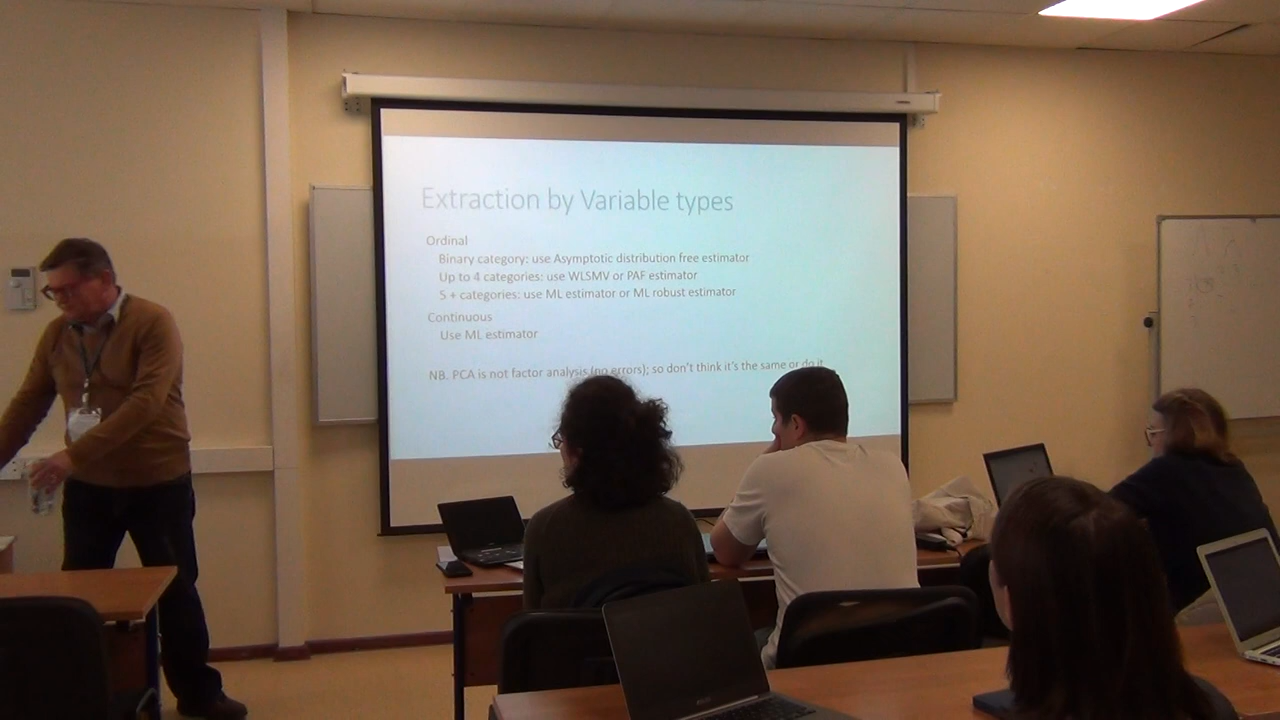 Extraction by Variable types
Ordinal
Binary category: use Asymptotic distribution free estimator
Up to 4 categories: use WLSMV or PAF estimator
5 + categories: use ML estimator or ML robust estimator
Continuous
Use ML estimator
NB. PCA is not factor analysis (no errors); so don't think it's the same or do it